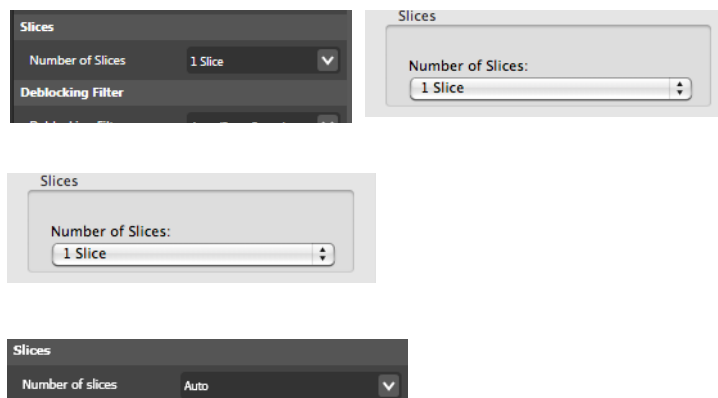 Slices
Number of Slices 1 Slice
Deblocking Filter
Slices
Number of Slices:
1 Slice
Slices
Number of Slices:
1 Slice
Slices
Number of slices Auto